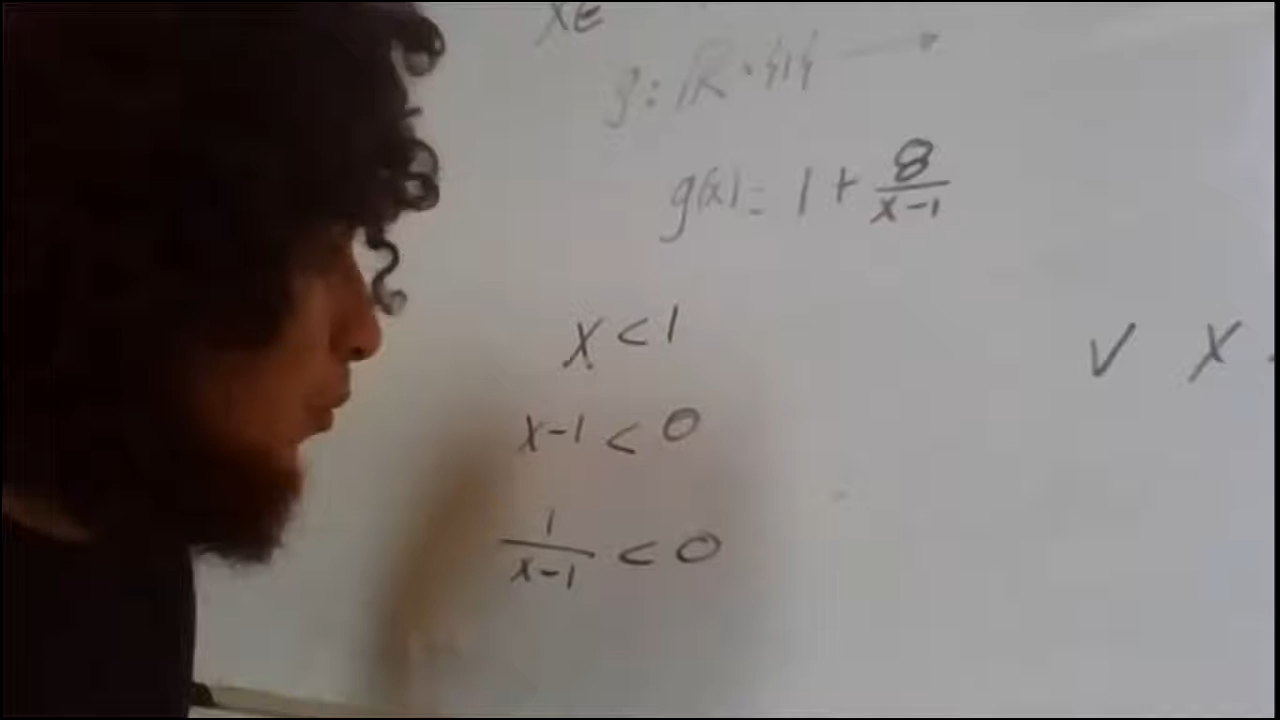 x ∈
g: ℝ - {1} →
g(x) = 1 + 8/(x-1)
x < 1 ∨ x
x-1 < 0
1/(x-1) < 0